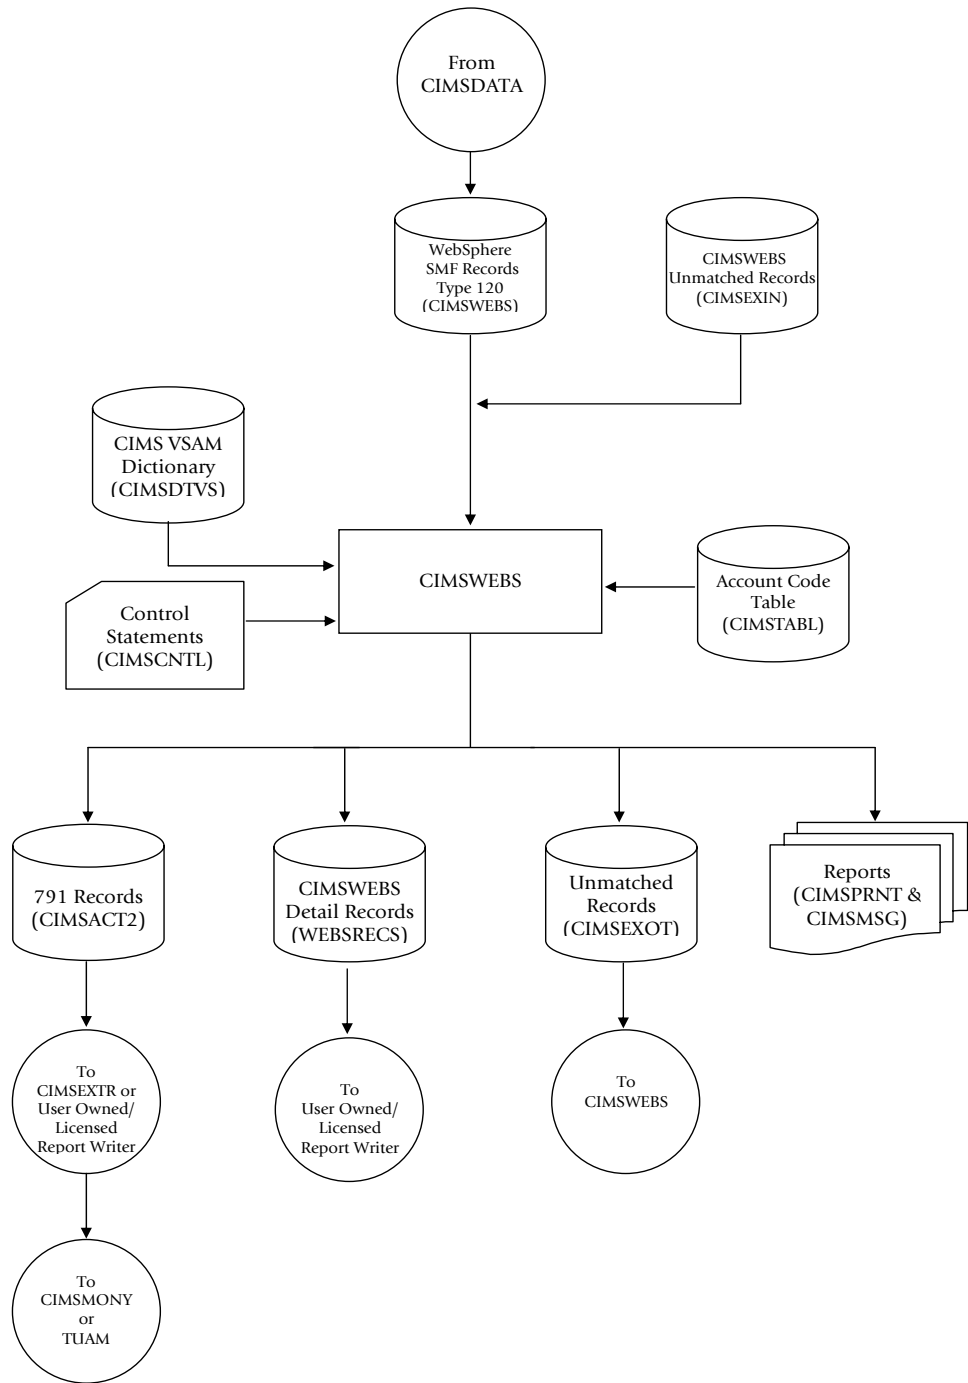 From
CIMSDATA
WebSphere
SMF Records
Type 120
(CIMSWEBS)
CIMSWEBS
Unmatched Records
(CIMSEXIN)
CIMS VSAM
Dictionary
(CIMSDTVS)
CIMSWEBS
Account Code
Table
(CIMSTABL)
Control
Statements
(CIMSCNTL)
791 Records
(CIMSACT2)
CIMSWEBS
Detail Records
(WEBSRECS)
Unmatched
Records
(CIMSEXOT)
Reports
(CIMSPRNT &
CIMSMSG)
To
CIMSEXTR or
User Owned/
Licensed
Report Writer
To
User Owned/
Licensed
Report Writer
To
CIMSWEBS
To
CIMSMONY
or
TUAM